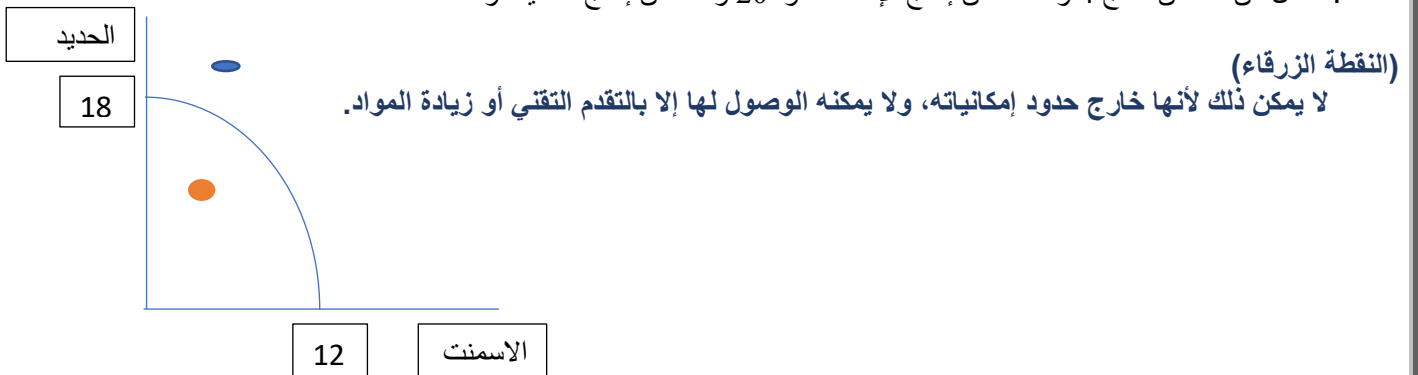 الحديد
(النقطة الزرقاء)
18
لا يمكن ذلك لأنها خارج حدود إمكانياته، ولا يمكنه الوصول لها إلا بالتقدم التقني أو زيادة المواد.
12
الاسمنت